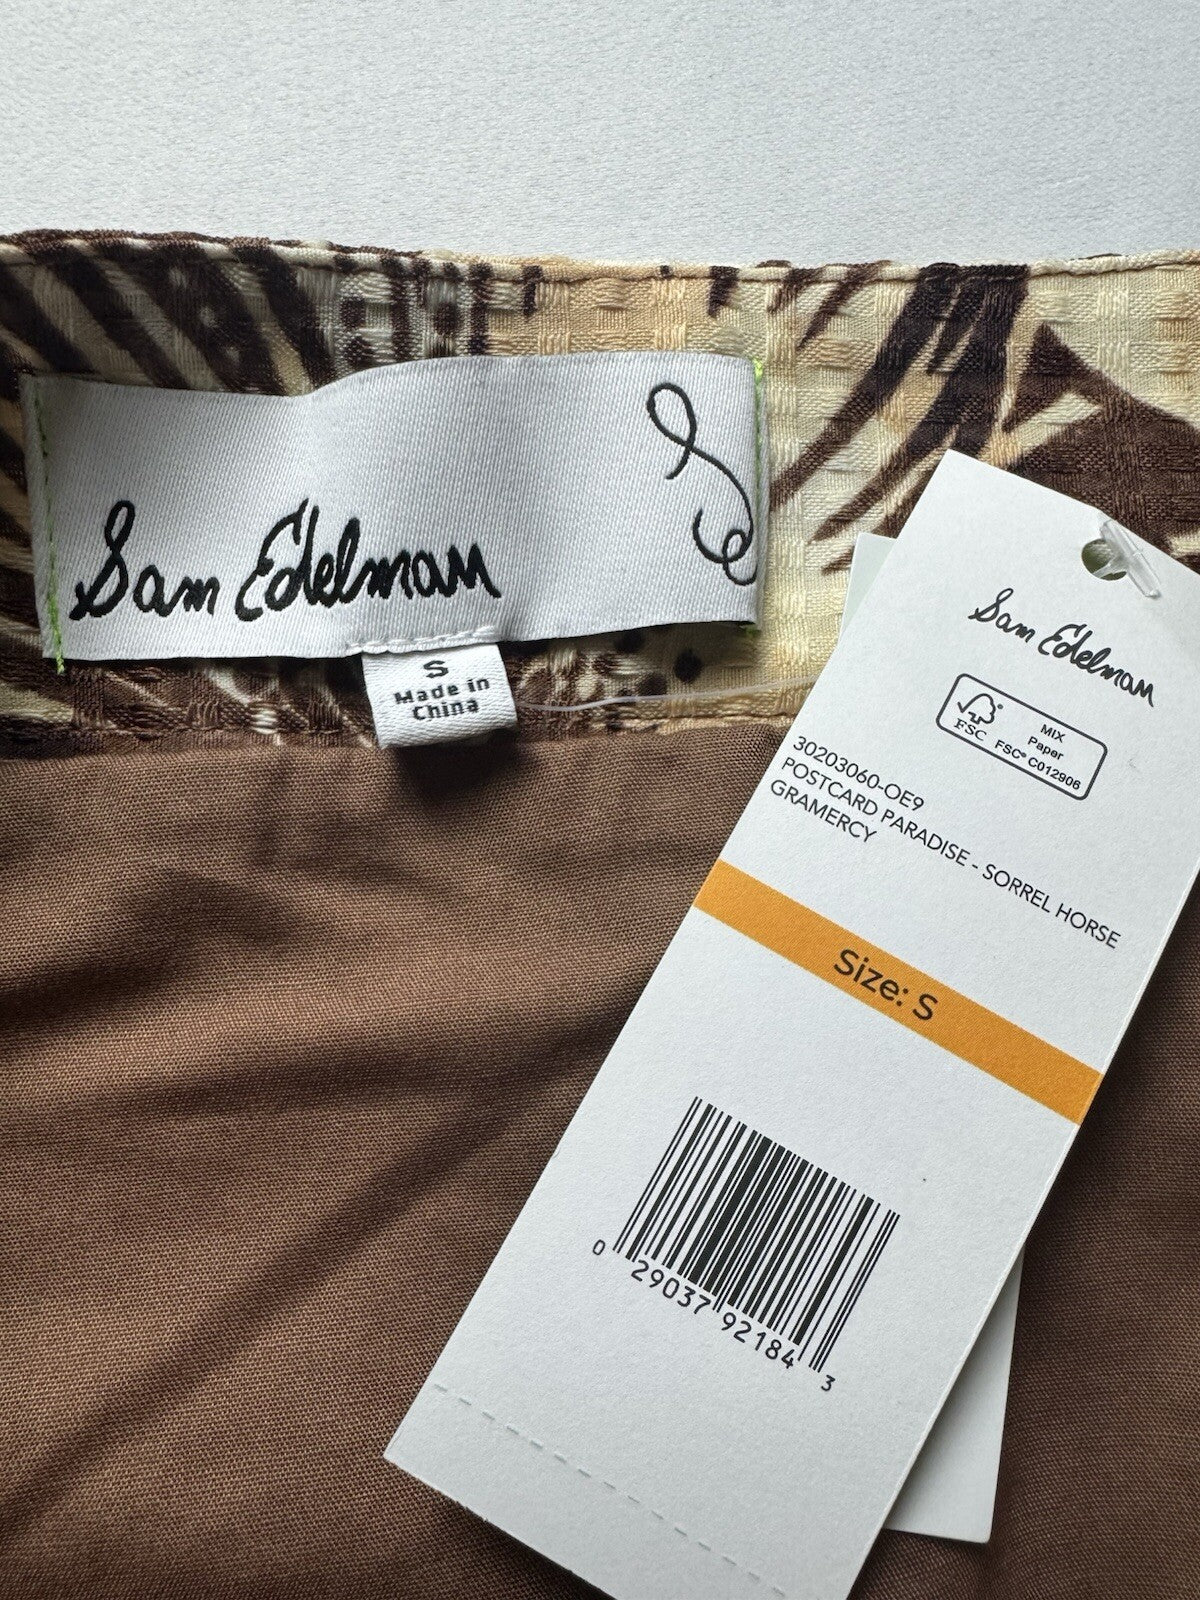 Sam Edelman
S
Made in
China
Sam Edelman
FSC
MIX
Paper
FSC® C012906
30203060-OE9
POSTCARD PARADISE - SORREL HORSE
GRAMERCY
Size: S
0 29037 92184 3